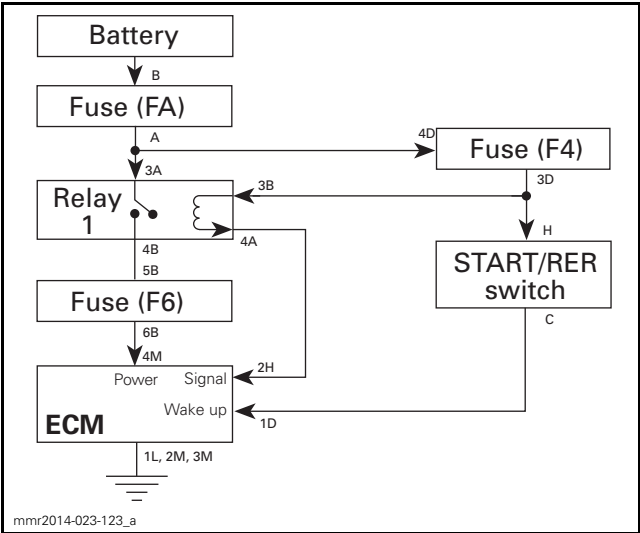 Battery
B
Fuse (FA)
A
4D
Fuse (F4)
3A
3D
Relay
1
3B
4A
H
4B
START/RER
switch
5B
Fuse (F6)
C
6B
4M
2H
Power
Signal
Wake up
1D
ECM
1L, 2M, 3M
mmr2014-023-123_a